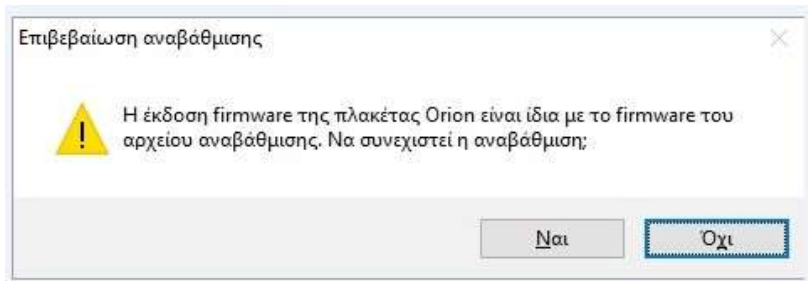 Επιβεβαίωση αναβάθμισης
Η έκδοση firmware της πλακέτας Orion είναι ίδια με το firmware του
αρχείου αναβάθμισης. Να συνεχιστεί η αναβάθμιση;
Ναι
Όχι